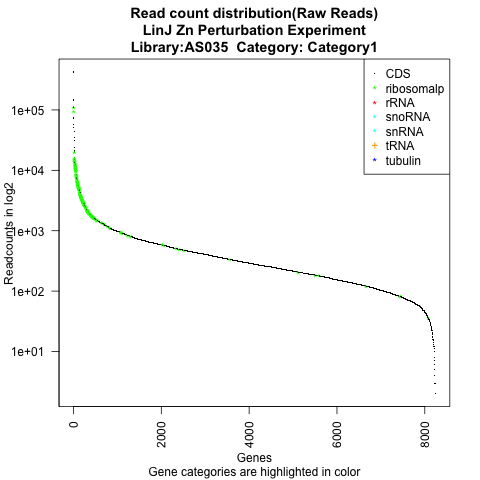 Read count distribution(Raw Reads)
LinJ Zn Perturbation Experiment
Library:AS035 Category: Category1
CDS
ribosomalp
rRNA
snoRNA
snRNA
tRNA
tubulin
Readcounts in log2
1e+05
1e+04
1e+03
1e+02
1e+01
0
2000
4000
6000
8000
Genes
Gene categories are highlighted in color